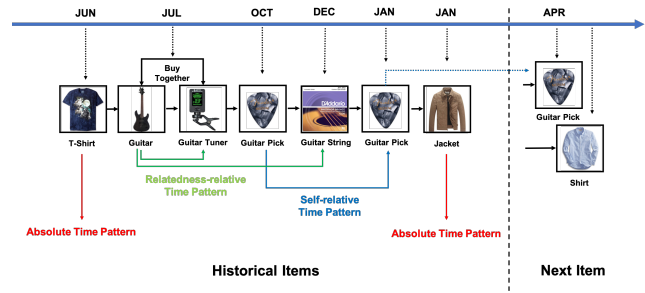 JUN JUL OCT DEC JAN JAN APR
Buy
Together
T-Shirt Guitar Guitar Tuner Guitar Pick Guitar String Guitar Pick Jacket
Guitar Pick
Shirt
Relatedness-relative
Time Pattern
Self-relative
Time Pattern
Absolute Time Pattern
Absolute Time Pattern
Historical Items
Next Item